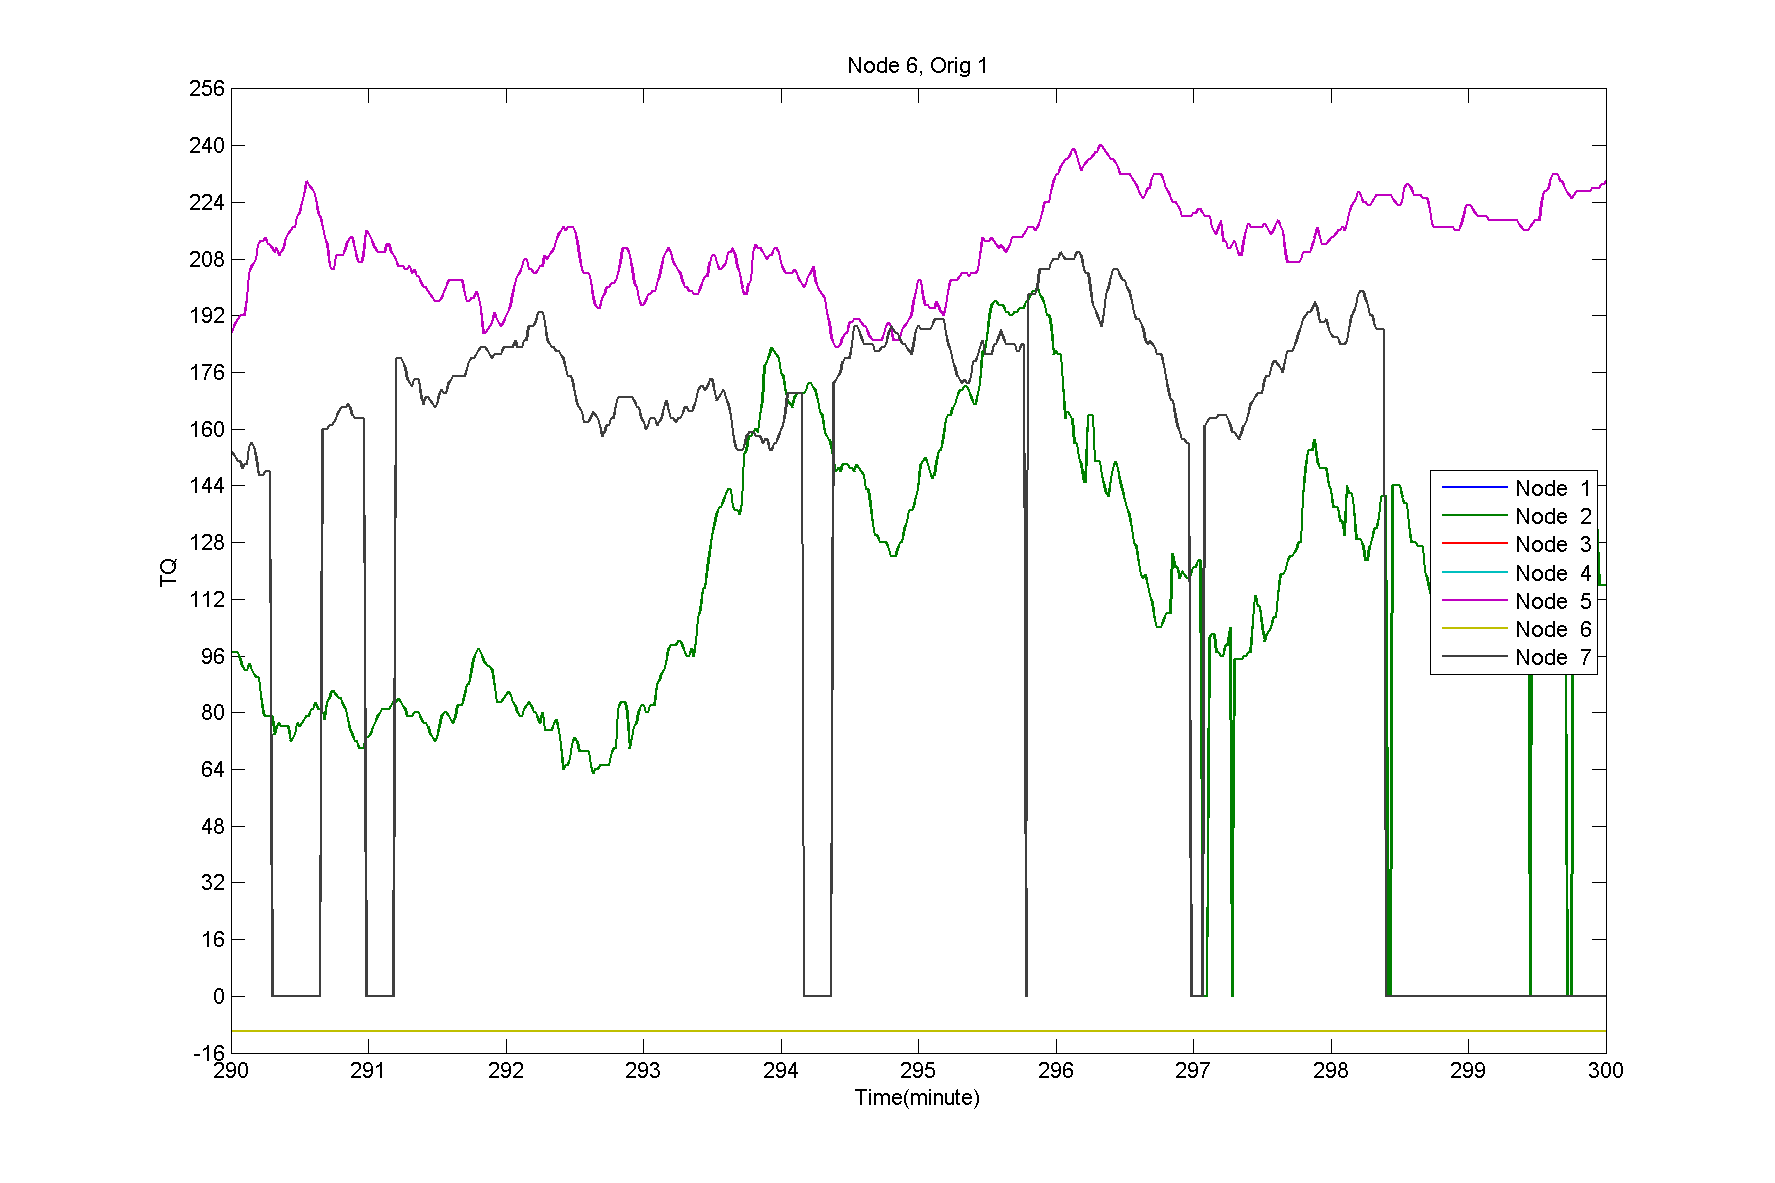 Node 6, Orig 1
256
240
224
208
192
176
160
144
128
112
96
80
64
48
32
16
0
-16
TQ
290 291 292 293 294 295 296 297 298 299 300
Time(minute)
Node 1
Node 2
Node 3
Node 4
Node 5
Node 6
Node 7